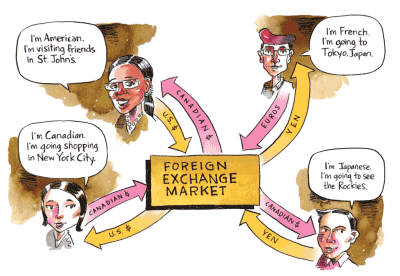 I'm American.
I'm visiting friends
in St. John's.
I'm French.
I'm going to
Tokyo, Japan.
U.S. $
CANADIAN $
EUROS
YEN
I'm Canadian.
I'm going shopping
in New York City.
FOREIGN
EXCHANGE
MARKET
I'm Japanese.
I'm going to see
the Rockies.
CANADIAN $
U.S. $
CANADIAN $
YEN